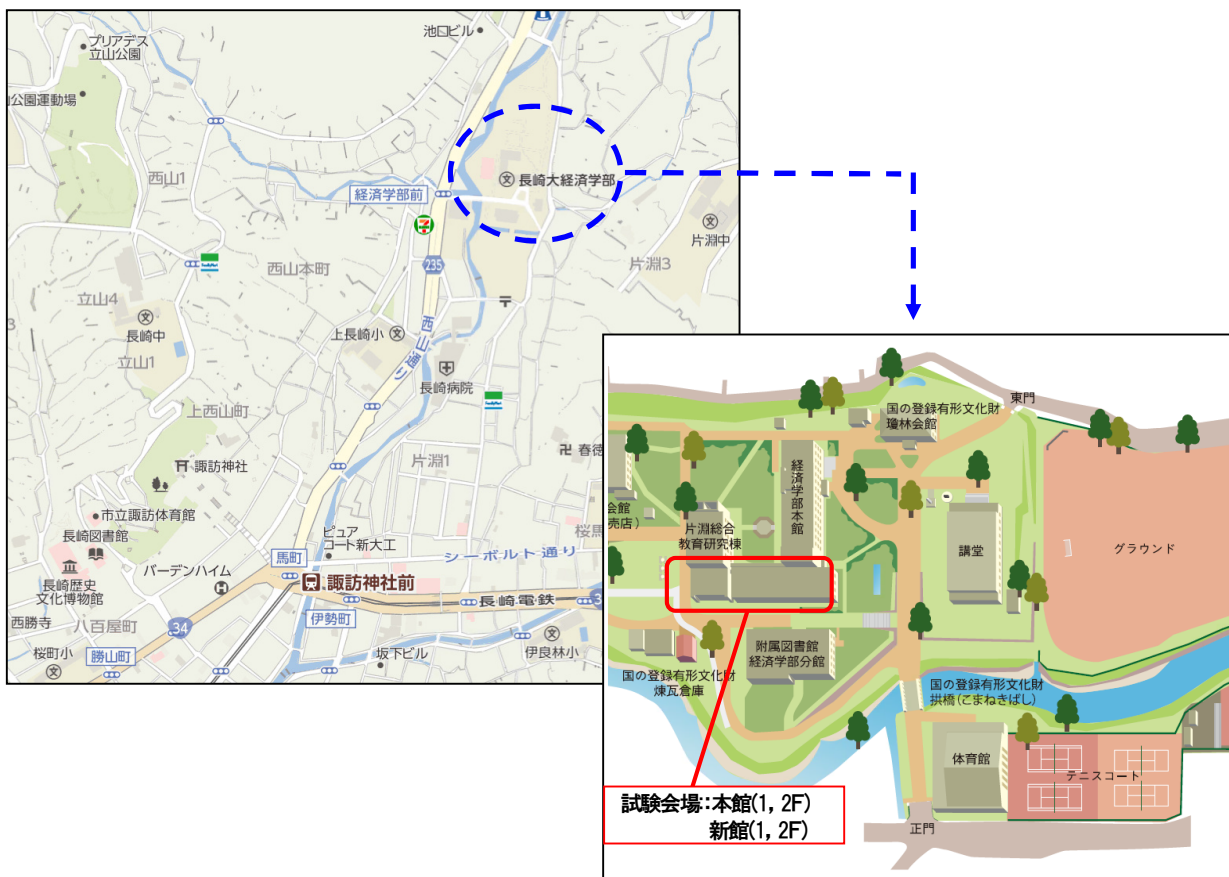 池口ビル
プリアデス
立山公園
山公園運動場
西山1
経済学部前
長崎大経済学部
片淵中
片淵3
235
西山本町
立山4
長崎中
立山1
上長崎小
西山通り
長崎病院
上西山町
諏訪神社
片淵1
春徳
市立諏訪体育館
長崎図書館
桜馬
ピュア
コート新大工
シーボルト通り
馬町
バーデンハイム
長崎歴史
文化博物館
諏訪神社前
長崎電鉄
3
西勝寺
八百屋町
34
伊勢町
桜町小
勝山町
坂下ビル
伊良林小
東門
国の登録有形文化財
瓊林会館
経済学部本館
会館
売店）
片淵総合
教育研究棟
講堂
グラウンド
附属図書館
経済学部分館
国の登録有形文化財
煉瓦倉庫
国の登録有形文化財
拱橋(こまねきばし)
体育館
テニスコート
正門
試験会場::本館(1, 2F)
新館(1, 2F)